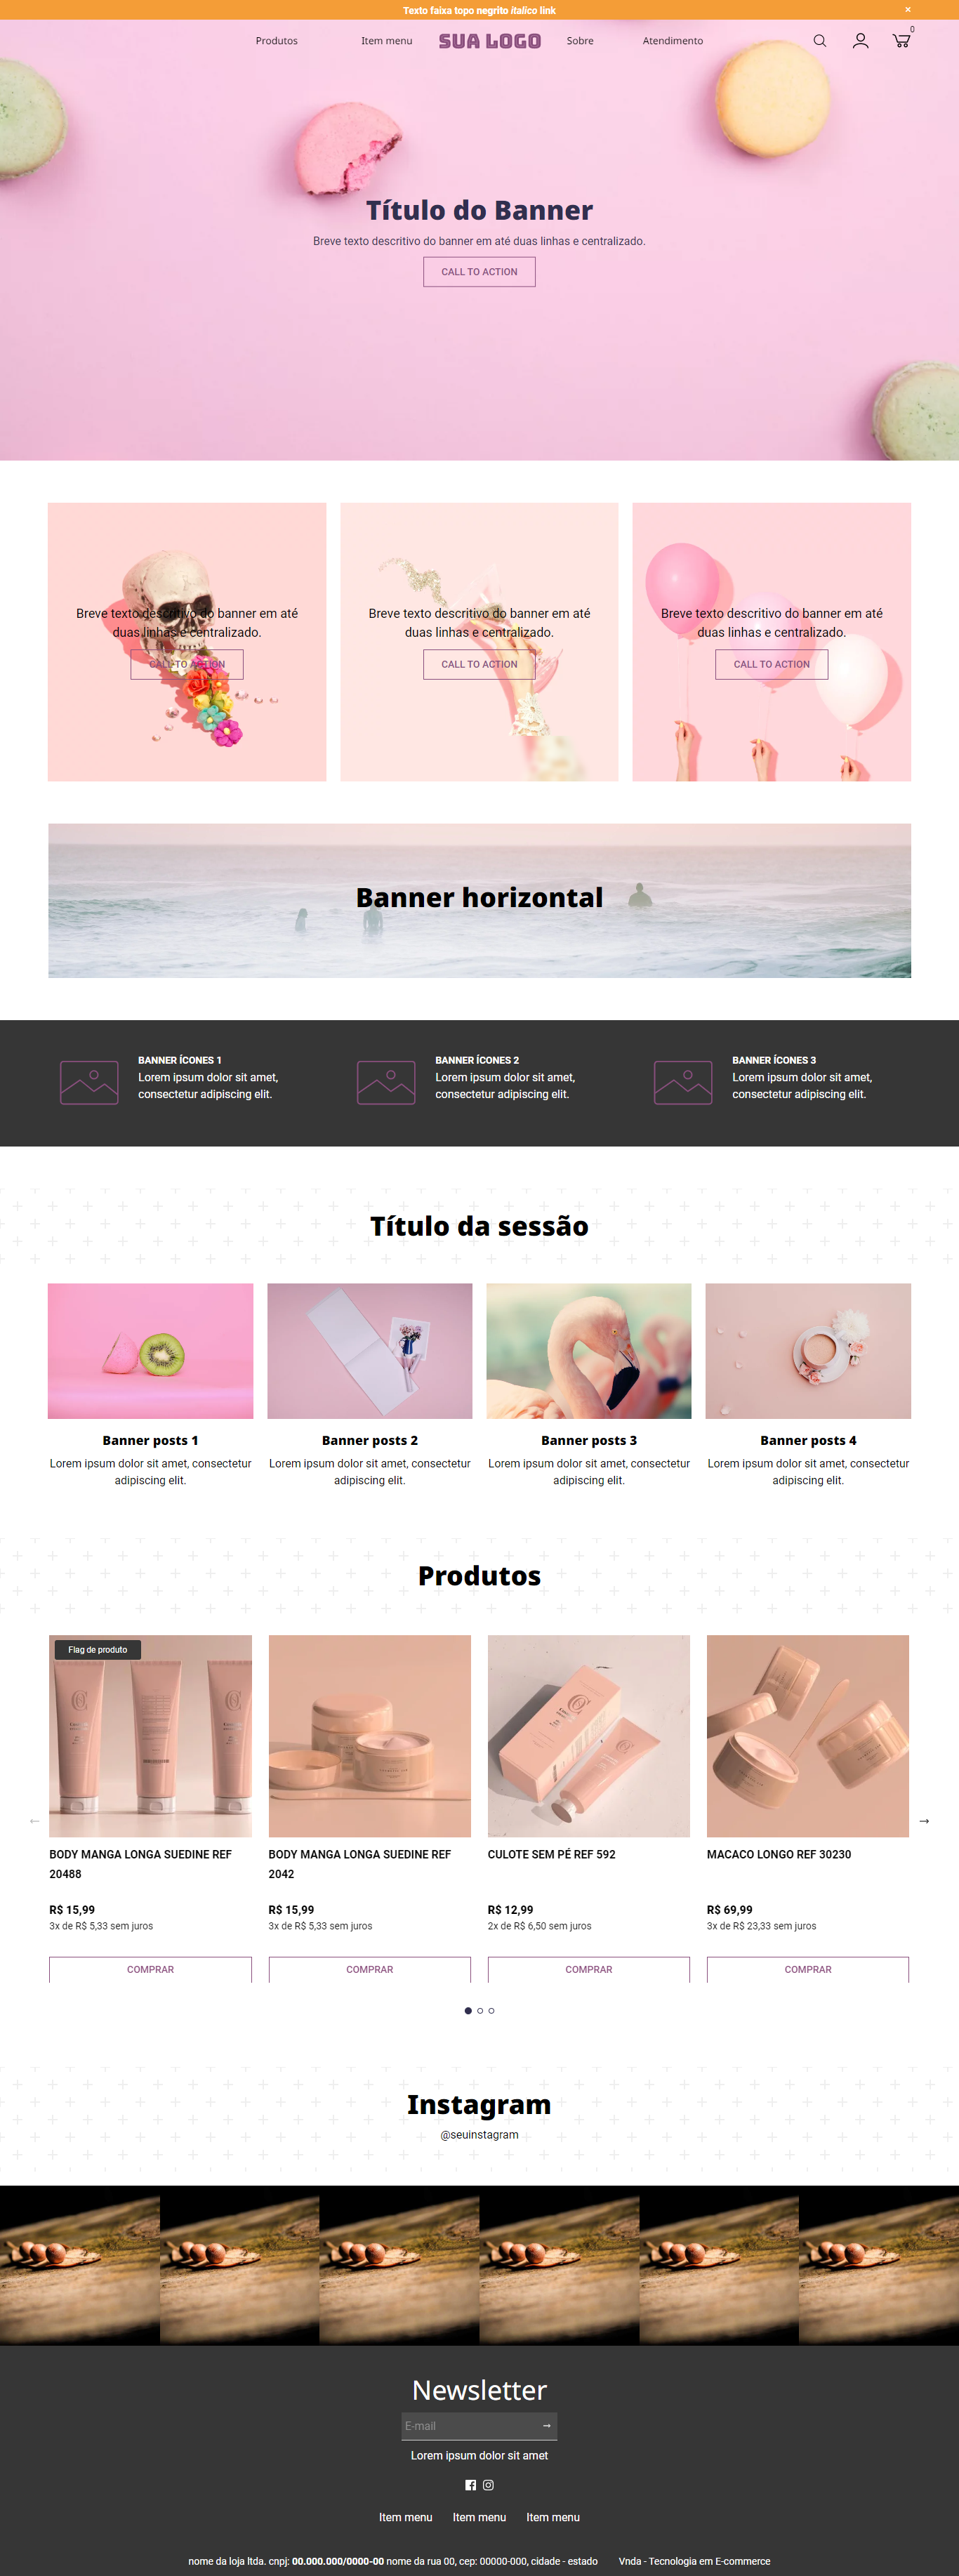 Texto faixa topo negrito itálico link
×
Produtos
Item menu
SUA LOGO
Sobre
Atendimento
0
Título do Banner
Breve texto descritivo do banner em até duas linhas e centralizado.
CALL TO ACTION
Breve texto descritivo do banner em até
duas linhas e centralizado.
CALL TO ACTION
Breve texto descritivo do banner em até
duas linhas e centralizado.
CALL TO ACTION
Breve texto descritivo do banner em até
duas linhas e centralizado.
CALL TO ACTION
Banner horizontal
BANNER ÍCONES 1
Lorem ipsum dolor sit amet,
consectetur adipiscing elit.
BANNER ÍCONES 2
Lorem ipsum dolor sit amet,
consectetur adipiscing elit.
BANNER ÍCONES 3
Lorem ipsum dolor sit amet,
consectetur adipiscing elit.
Título da sessão
Banner posts 1
Lorem ipsum dolor sit amet, consectetur
adipiscing elit.
Banner posts 2
Lorem ipsum dolor sit amet, consectetur
adipiscing elit.
Banner posts 3
Lorem ipsum dolor sit amet, consectetur
adipiscing elit.
Banner posts 4
Lorem ipsum dolor sit amet, consectetur
adipiscing elit.
Produtos
Flag de produto
←
→
BODY MANGA LONGA SUEDINE REF
20488
R$ 15,99
3x de R$ 5,33 sem juros
COMPRAR
BODY MANGA LONGA SUEDINE REF
2042
R$ 15,99
3x de R$ 5,33 sem juros
COMPRAR
CULOTE SEM PÉ REF 592
R$ 12,99
2x de R$ 6,50 sem juros
COMPRAR
MACACO LONGO REF 30230
R$ 69,99
3x de R$ 23,33 sem juros
COMPRAR
Instagram
@seuinstagram
Newsletter
E-mail →
Lorem ipsum dolor sit amet
Item menu
Item menu
Item menu
nome da loja ltda. cnpj: 00.000.000/0000-00 nome da rua 00, cep: 00000-000, cidade - estado
Vnda - Tecnologia em E-commerce